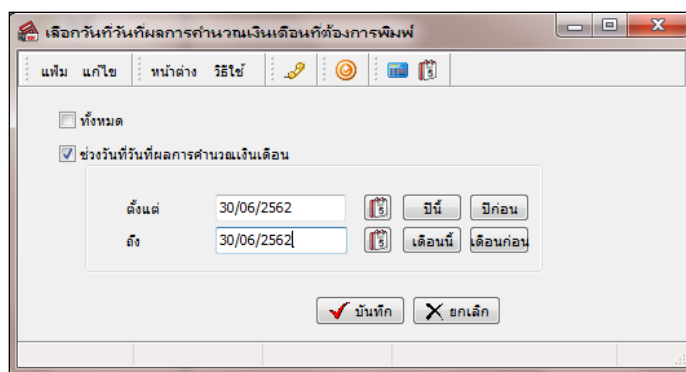 เลือกวันที่วันที่ผลการคำนวณเงินเดือนที่ต้องการพิมพ์
แฟ้ม แก้ไข หน้าต่าง วิธีใช้
ทั้งหมด
ช่วงวันที่วันที่ผลการคำนวณเงินเดือน
ตั้งแต่ 30/06/2562 5 ปีนี้ ปีก่อน
ถึง 30/06/2562 5 เดือนนี้ เดือนก่อน
บันทึก ยกเลิก